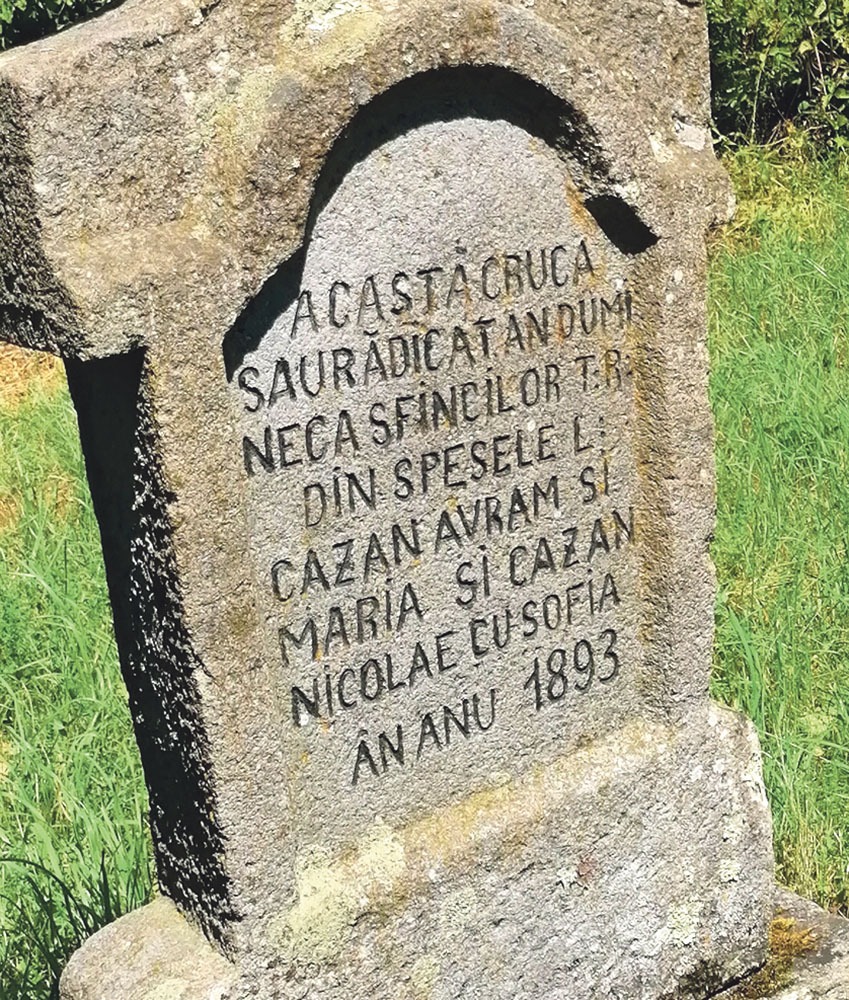 ACASTĂ CRUCA
SAURĂDICAT. AN DUMI
NECA SFINCILOR T:R:
DIN SPESELE L:
CAZAN AVRAM ȘI
MARIA ȘI CAZAN
NICOLAE CU SOFIA
ÂN ANU 1893